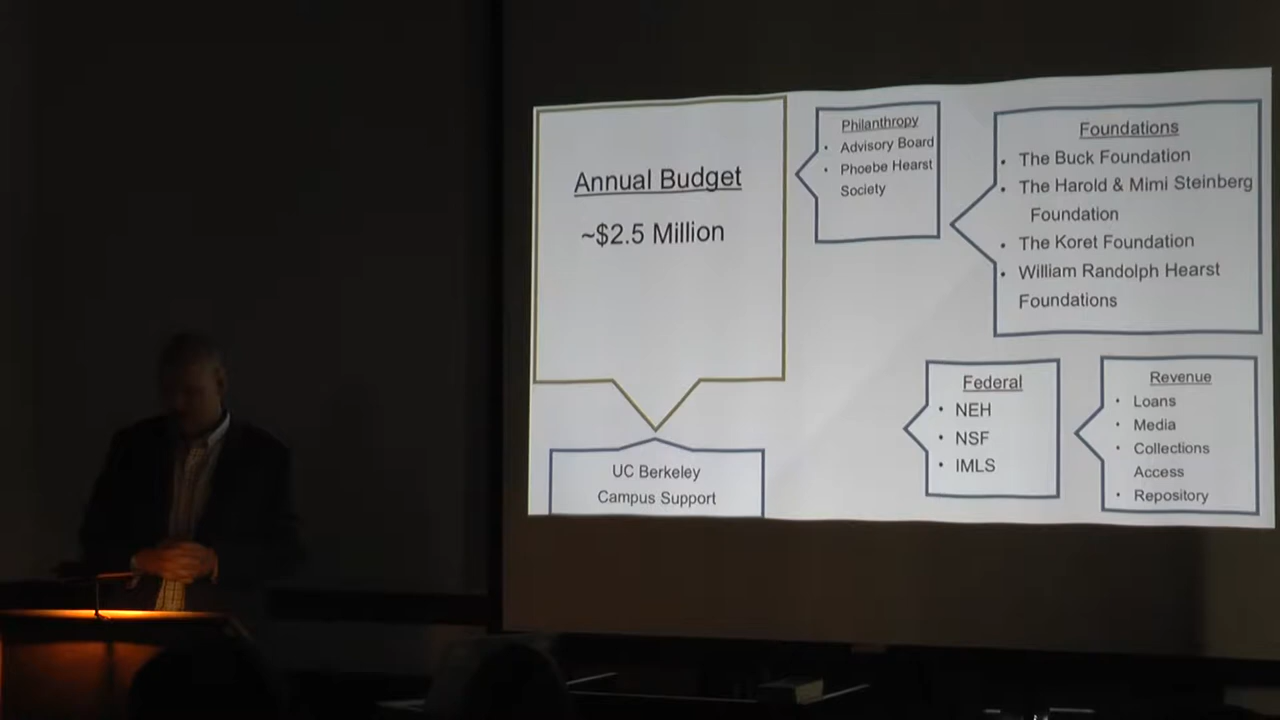 Annual Budget
~$2.5 Million
UC Berkeley
Campus Support
Philanthropy
• Advisory Board
• Phoebe Hearst
Society
Foundations
• The Buck Foundation
• The Harold & Mimi Steinberg
Foundation
• The Koret Foundation
• William Randolph Hearst
Foundations
Federal
• NEH
• NSF
• IMLS
Revenue
• Loans
• Media
• Collections
Access
• Repository